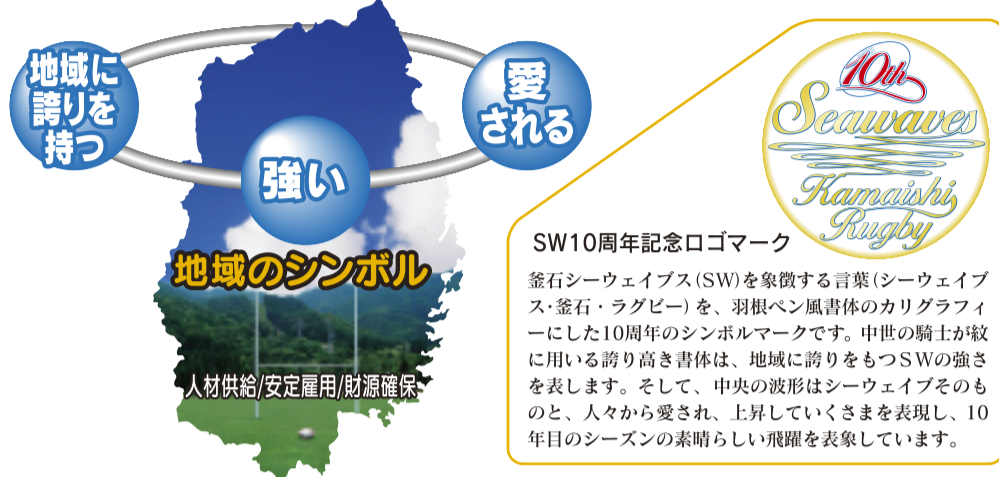 地域に
誇りを
持つ
強い
愛
される
地域のシンボル
人材供給/安定雇用/財源確保
10th
Seawaves
Kamaishi
Rugby
SW10周年記念ロゴマーク
釜石シーウェイブス(SW)を象徴する言葉(シーウェイブ
ス・釜石・ラグビー)を、羽根ペン風書体のカリグラフィ
ーにした10周年のシンボルマークです。中世の騎士が紋
に用いる誇り高き書体は、地域に誇りをもつSWの強さ
を表します。そして、中央の波形はシーウェイブそのも
のと、人々から愛され、上昇していくさまを表現し、10
年目のシーズンの素晴らしい飛躍を表象しています。